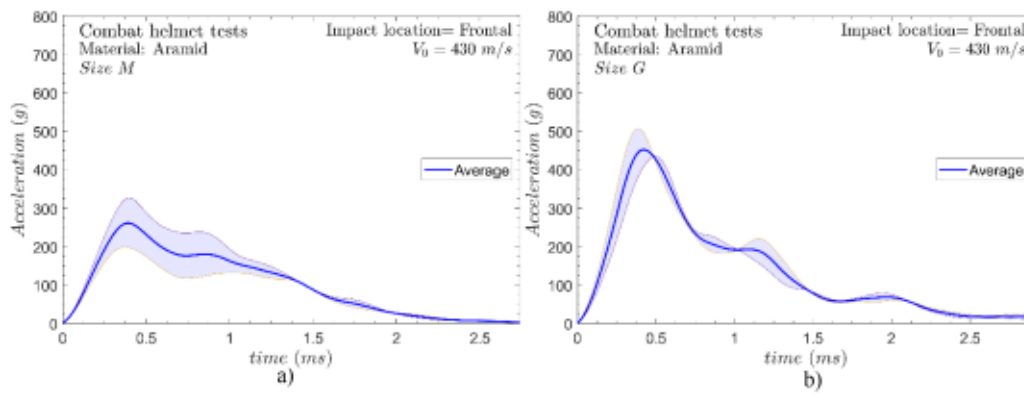 Combat helmet tests
Material: Aramid
Size M
Impact location= Frontal
V₀ = 430 m/s
Average
Acceleration (g)
800
700
600
500
400
300
200
100
0
0 0.5 1 1.5 2 2.5
time (ms)
a)
Combat helmet tests
Material: Aramid
Size G
Impact location= Frontal
V₀ = 430 m/s
Average
Acceleration (g)
800
700
600
500
400
300
200
100
0
0 0.5 1 1.5 2 2.5
time (ms)
b)